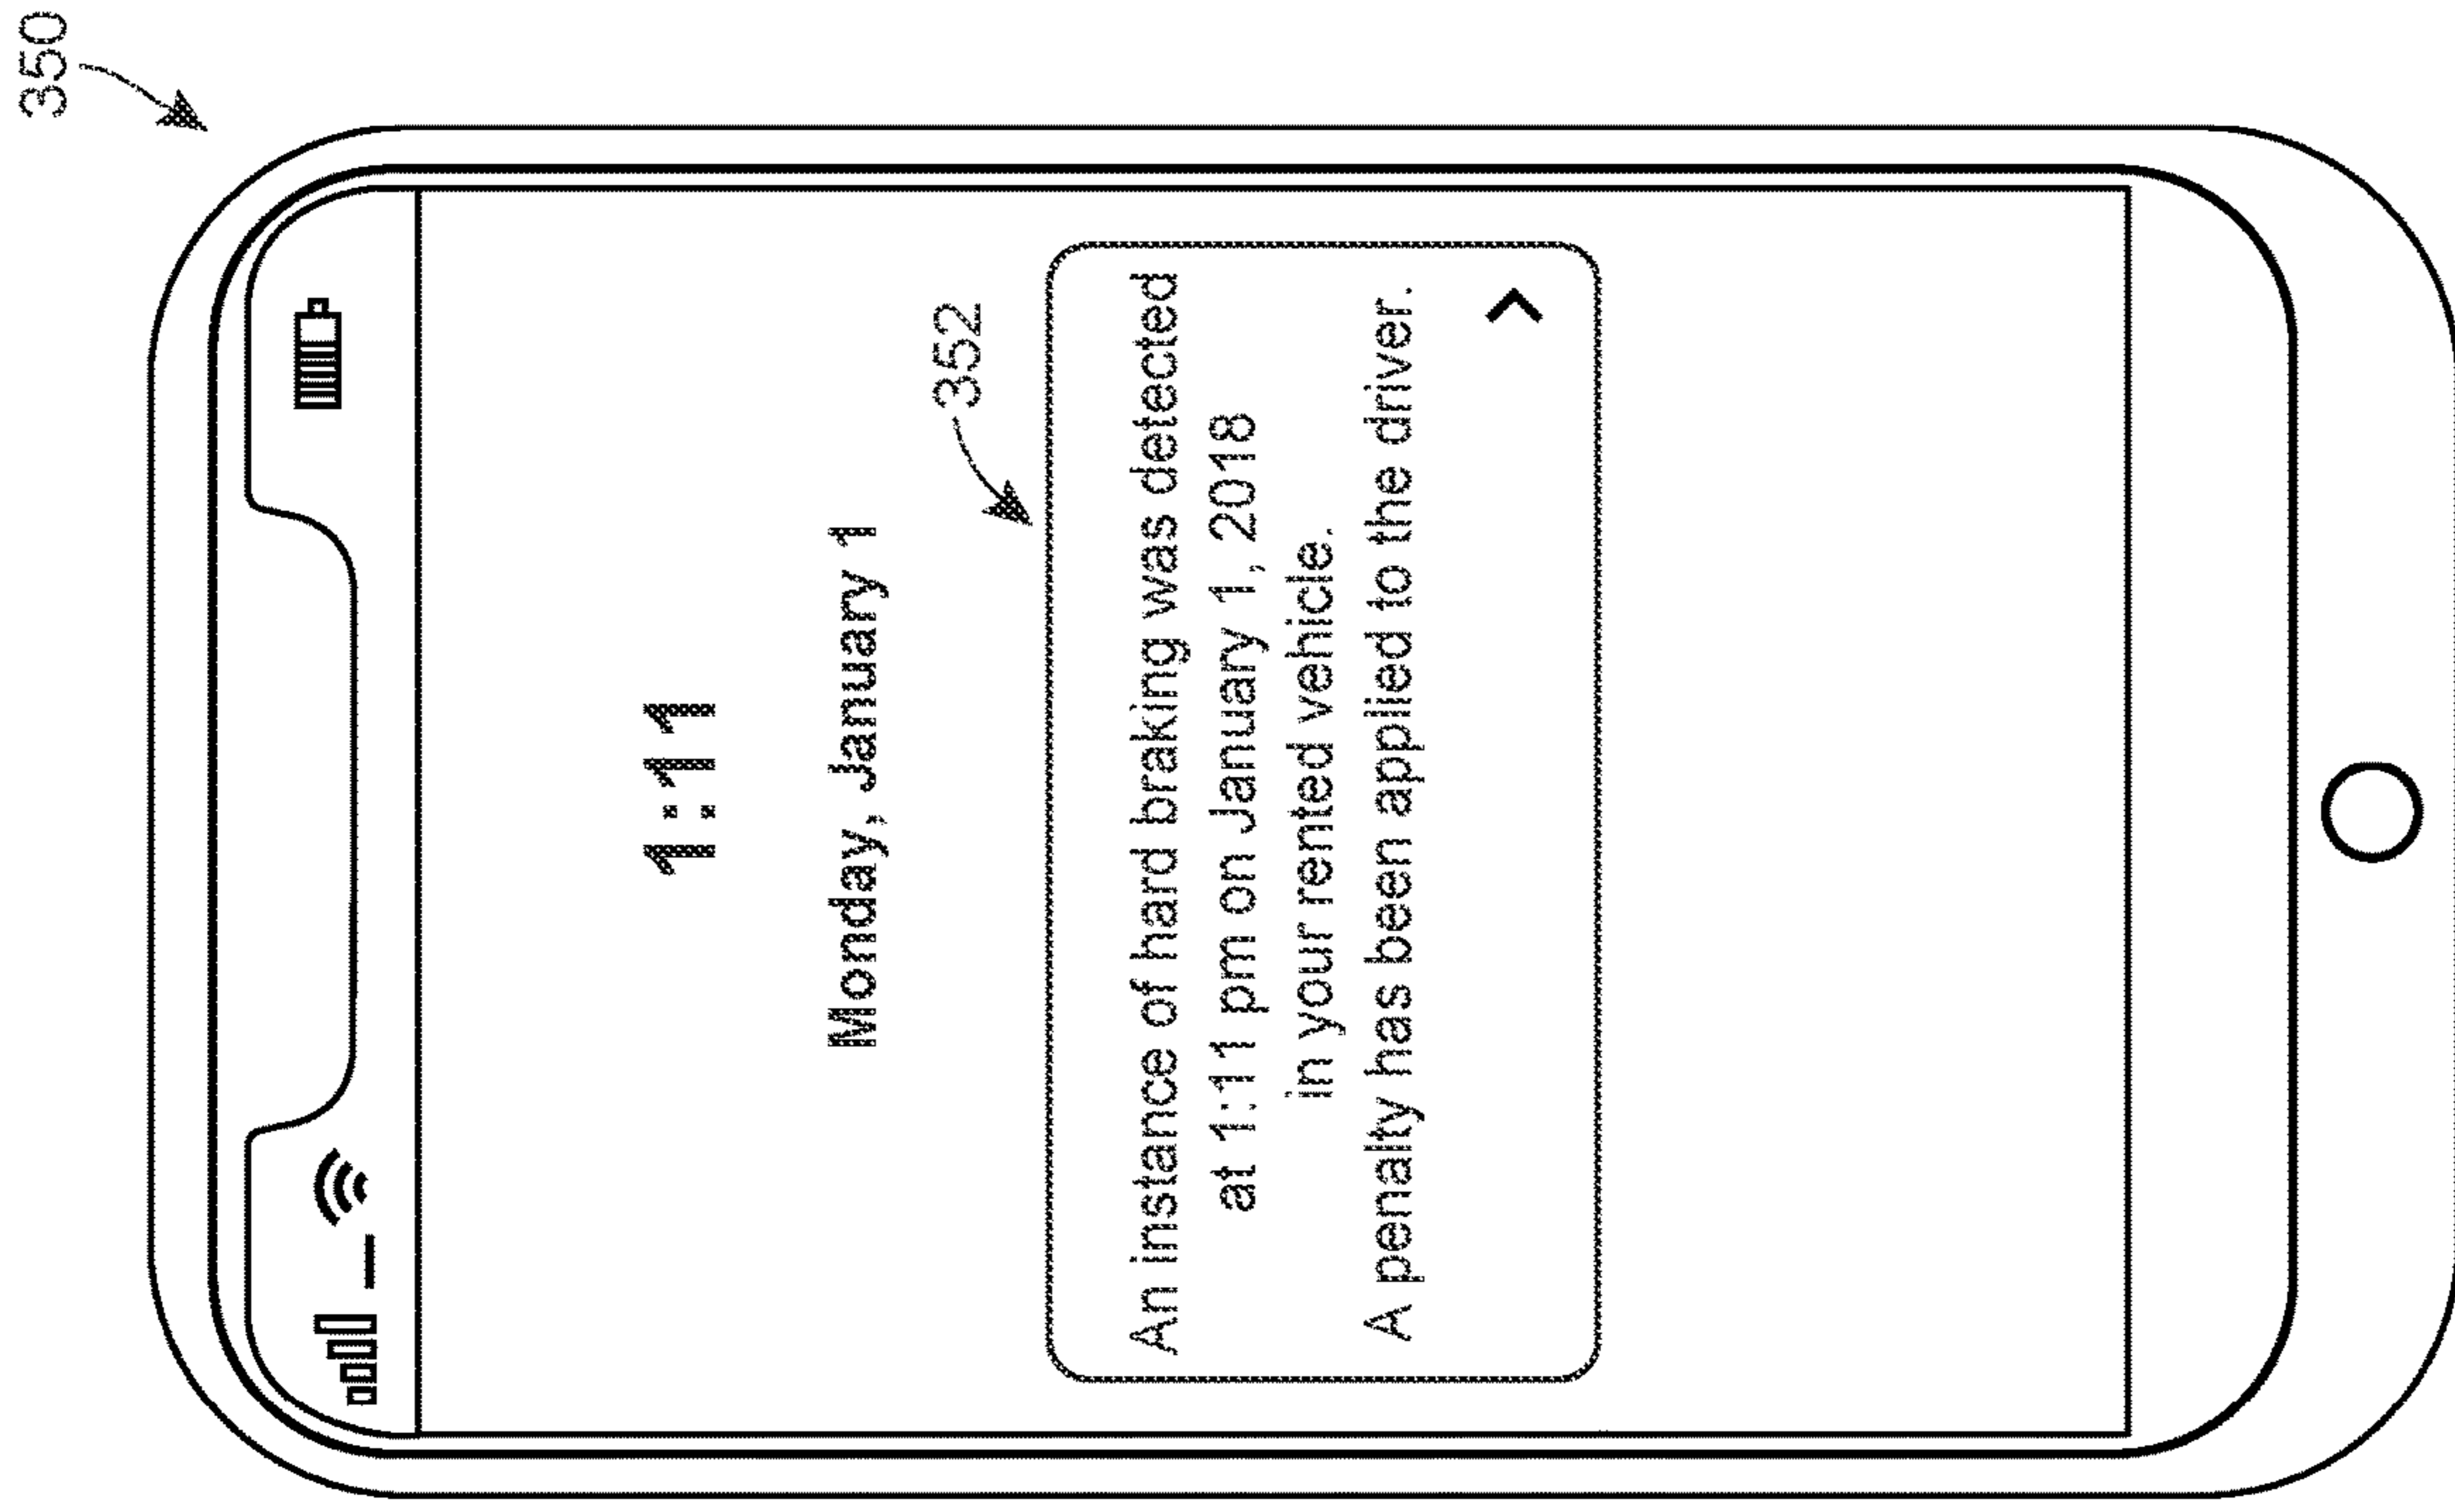 350
1:11
Monday, January 1
352
An instance of hard braking was detected
at 1:11 pm on January 1, 2018
in your rented vehicle.
A penalty has been applied to the driver.